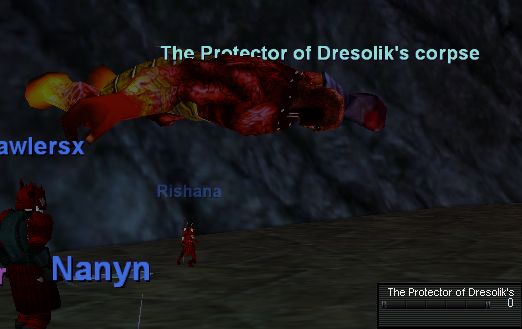 The Protector of Dresolik's corpse
awlersx
Rishana
Nanyn
The Protector of Dresolik's
0